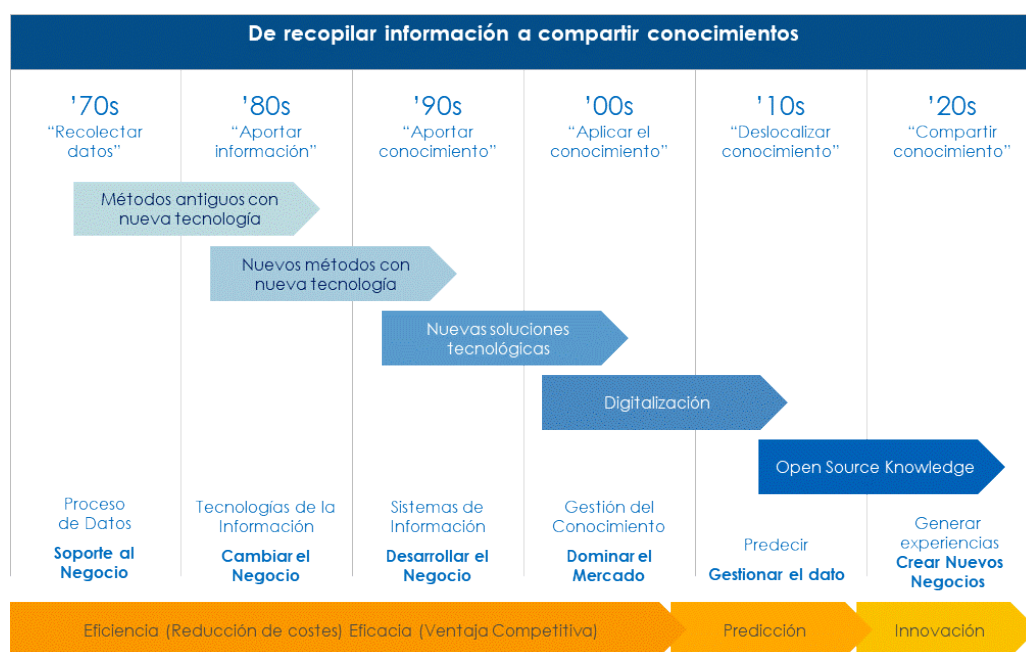 De recopilar información a compartir conocimientos
'70s
"Recolectar
datos"
'80s
"Aportar
información"
'90s
"Aportar
conocimiento"
'00s
"Aplicar el
conocimiento"
'10s
"Deslocalizar
conocimiento"
'20s
"Compartir
conocimiento"
Métodos antiguos con
nueva tecnología
Nuevos métodos con
nueva tecnología
Nuevas soluciones
tecnológicas
Digitalización
Open Source Knowledge
Proceso
de Datos
Soporte al
Negocio
Tecnologías de la
Información
Cambiar el
Negocio
Sistemas de
Información
Desarrollar el
Negocio
Gestión del
Conocimiento
Dominar el
Mercado
Predecir
Gestionar el dato
Generar
experiencias
Crear Nuevos
Negocios
Eficiencia (Reducción de costes) Eficacia (Ventaja Competitiva)
Predicción
Innovación